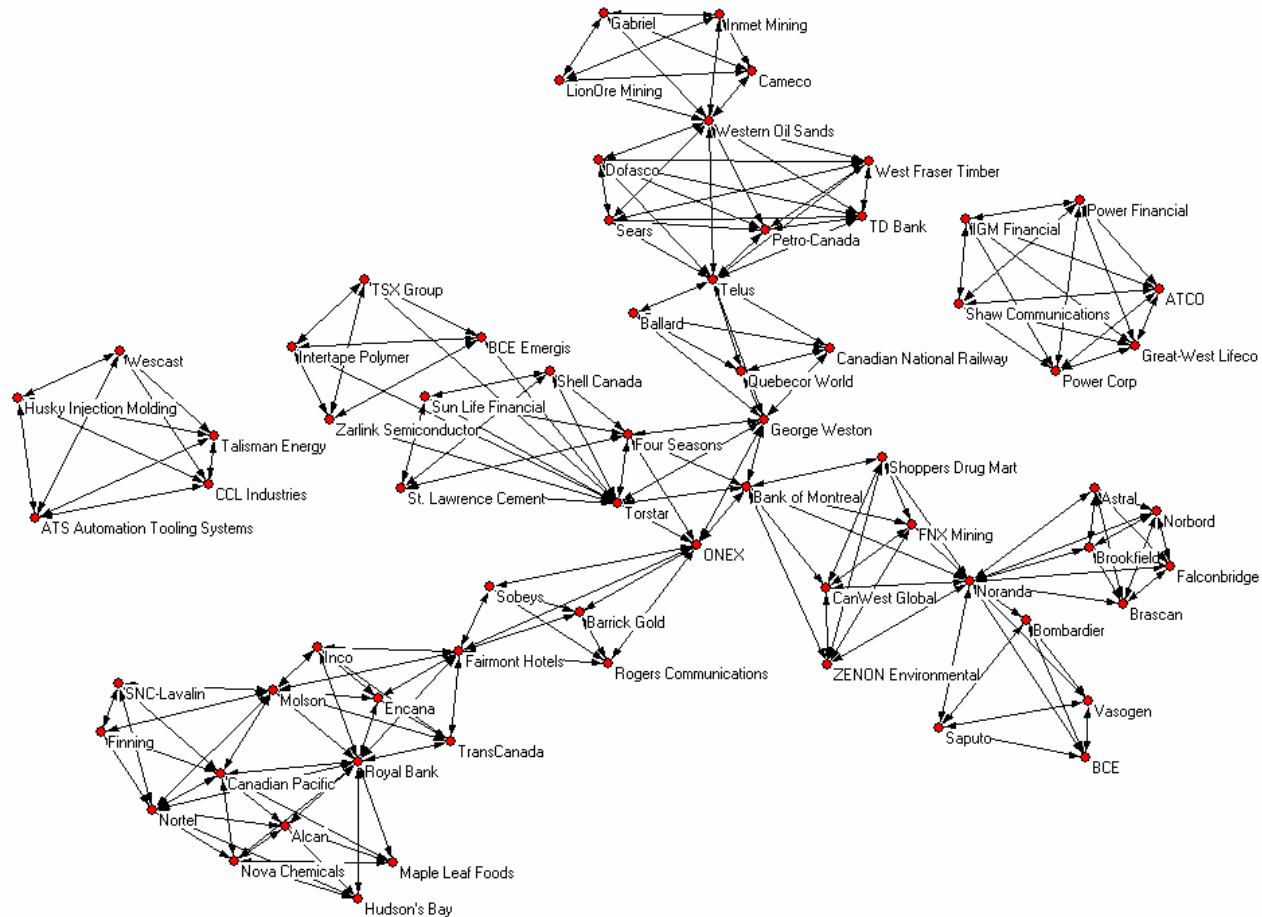 Gabriel
Inmet Mining
Cameco
LionOre Mining
Western Oil Sands
Dofasco
West Fraser Timber
Sears
TD Bank
Petro-Canada
Power Financial
IGM Financial
ATCO
Shaw Communications
Great-West Lifeco
Power Corp
TSX Group
Telus
Ballard
BCE Emergis
Intertape Polymer
Canadian National Railway
Wescast
Shell Canada
Quebecor World
Husky Injection Molding
Sun Life Financial
Zarlink Semiconductor
George Weston
Talisman Energy
Four Seasons
Shoppers Drug Mart
CCL Industries
St. Lawrence Cement
Bank of Montreal
Astral
ATS Automation Tooling Systems
Torstar
Norbord
FNX Mining
ONEX
Brookfield
Falconbridge
Sobeys
CanWest Global
Noranda
Brascan
Barrick Gold
Bombardier
Inco
Fairmont Hotels
Rogers Communications
ZENON Environmental
SNC-Lavalin
Molson
Encana
Vasogen
Finning
TransCanada
Saputo
Royal Bank
BCE
Canadian Pacific
Nortel
Alcan
Nova Chemicals
Maple Leaf Foods
Hudson's Bay